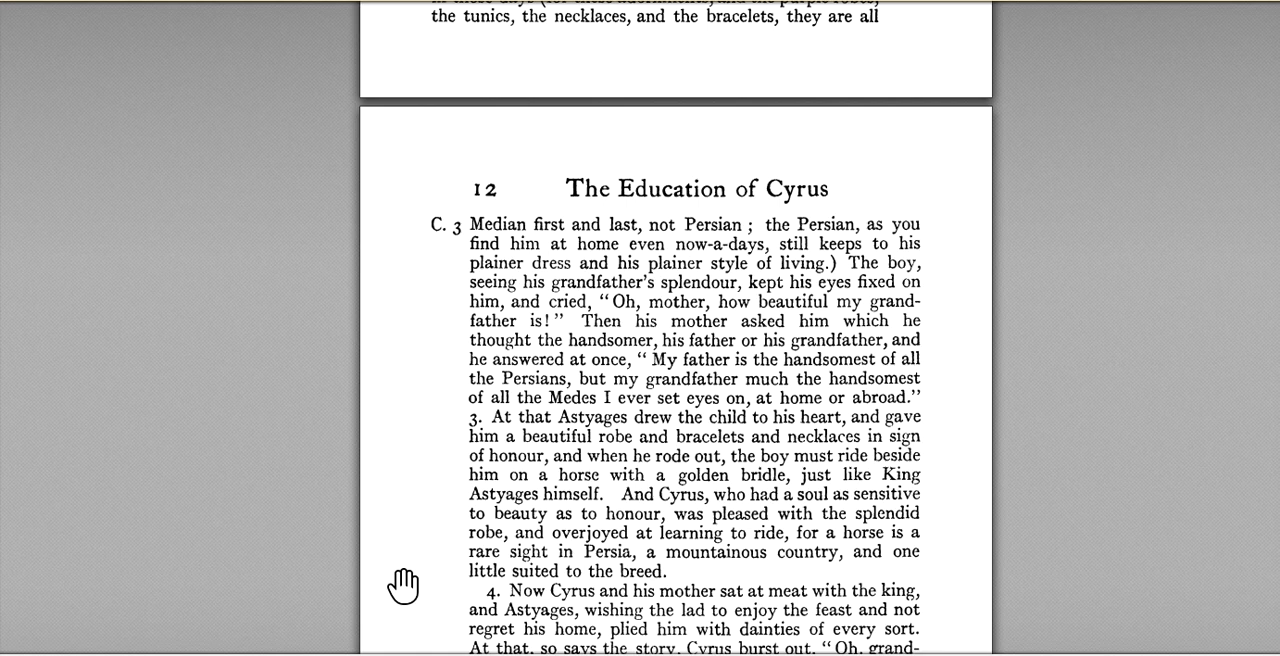 the tunics, the necklaces, and the bracelets, they are all
12 The Education of Cyrus
C. 3 Median first and last, not Persian ; the Persian, as you
find him at home even now-a-days, still keeps to his
plainer dress and his plainer style of living.) The boy,
seeing his grandfather's splendour, kept his eyes fixed on
him, and cried, “ Oh, mother, how beautiful my grand-
father is! ” Then his mother asked him which he
thought the handsomer, his father or his grandfather, and
he answered at once, “ My father is the handsomest of all
the Persians, but my grandfather much the handsomest
of all the Medes I ever set eyes on, at home or abroad.”
3. At that Astyages drew the child to his heart, and gave
him a beautiful robe and bracelets and necklaces in sign
of honour, and when he rode out, the boy must ride beside
him on a horse with a golden bridle, just like King
Astyages himself. And Cyrus, who had a soul as sensitive
to beauty as to honour, was pleased with the splendid
robe, and overjoyed at learning to ride, for a horse is a
rare sight in Persia, a mountainous country, and one
little suited to the breed.
4. Now Cyrus and his mother sat at meat with the king,
and Astyages, wishing the lad to enjoy the feast and not
regret his home, plied him with dainties of every sort.
At that, so says the story, Cyrus burst out, “ Oh, grand-